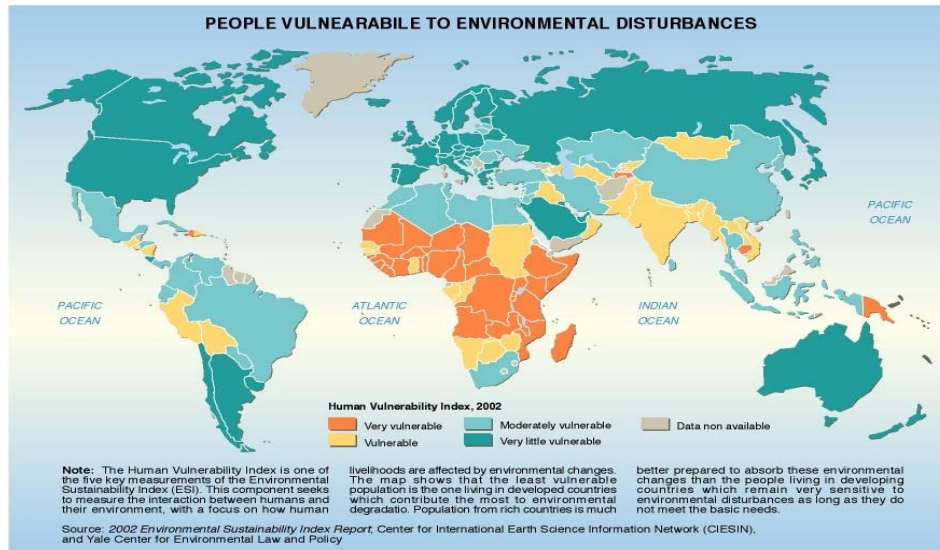 PEOPLE VULNEARABILE TO ENVIRONMENTAL DISTURBANCES
PACIFIC
OCEAN
PACIFIC
OCEAN
ATLANTIC
OCEAN
INDIAN
OCEAN
Human Vulnerability Index, 2002
Very vulnerable
Vulnerable
Moderately vulnerable
Very little vulnerable
Data non available
Note: The Human Vulnerability Index is one of
the five key measurements of the Environmental
Sustainability Index (ESI). This component seeks
to measure the interaction between humans and
their environment, with a focus on how human
livelihoods are affected by environmental changes.
The map shows that the least vulnerable
population is the one living in developed countries
which contribute the most to environmental
degradatio. Population from rich countries is much
better prepared to absorb these environmental
changes than the people living in developing
countries which remain very sensitive to
environmental disturbances as long as they do
not meet the basic needs.
Source: 2002 Environmental Sustainability Index Report, Center for International Earth Science Information Network (CIESIN),
and Yale Center for Environmental Law and Policy